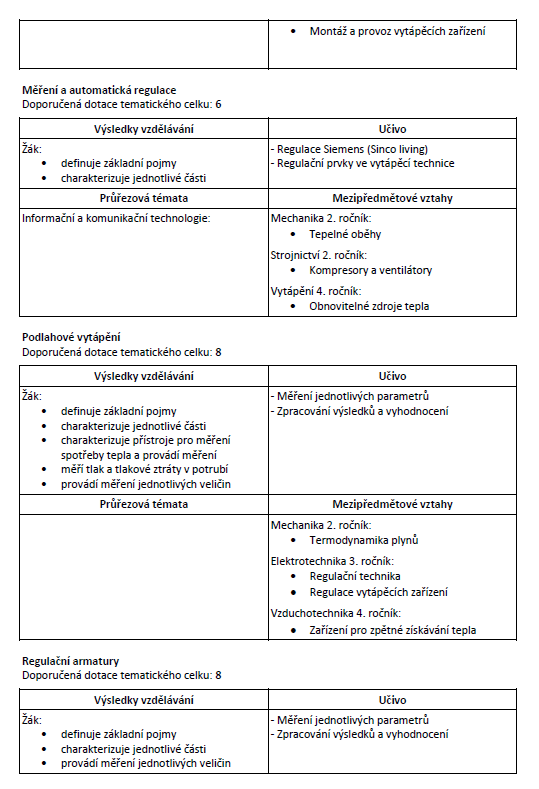 • Montáž a provoz vytápěcích zařízení
Měření a automatická regulace
Doporučená dotace tematického celku: 6
Výsledky vzdělávání
Učivo
Žák:
• definuje základní pojmy
• charakterizuje jednotlivé části
- Regulace Siemens (Sinco living)
- Regulační prvky ve vytápěcí technice
Průřezová témata
Mezipředmětové vztahy
Informační a komunikační technologie:
Mechanika 2. ročník:
• Tepelné oběhy
Strojnictví 2. ročník:
• Kompresory a ventilátory
Vytápění 4. ročník:
• Obnovitelné zdroje tepla
Podlahové vytápění
Doporučená dotace tematického celku: 8
Výsledky vzdělávání
Učivo
Žák:
• definuje základní pojmy
• charakterizuje jednotlivé části
• charakterizuje přístroje pro měření
spotřeby tepla a provádí měření
• měří tlak a tlakové ztráty v potrubí
• provádí měření jednotlivých veličin
- Měření jednotlivých parametrů
- Zpracování výsledků a vyhodnocení
Průřezová témata
Mezipředmětové vztahy
Mechanika 2. ročník:
• Termodynamika plynů
Elektrotechnika 3. ročník:
• Regulační technika
• Regulace vytápěcích zařízení
Vzduchotechnika 4. ročník:
• Zařízení pro zpětné získávání tepla
Regulační armatury
Doporučená dotace tematického celku: 8
Výsledky vzdělávání
Učivo
Žák:
• definuje základní pojmy
• charakterizuje jednotlivé části
• provádí měření jednotlivých veličin
- Měření jednotlivých parametrů
- Zpracování výsledků a vyhodnocení